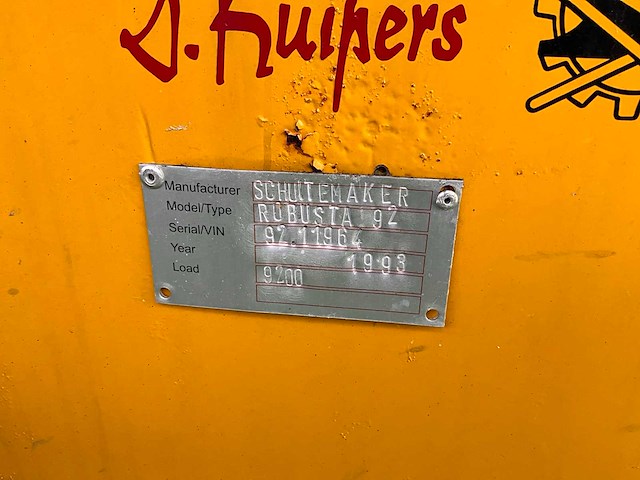 D. Kuipers
Manufacturer SCHUITEMAKER
Model/Type ROBUSTA 92
Serial/VIN 92.11964
Year 1993
Load 9200